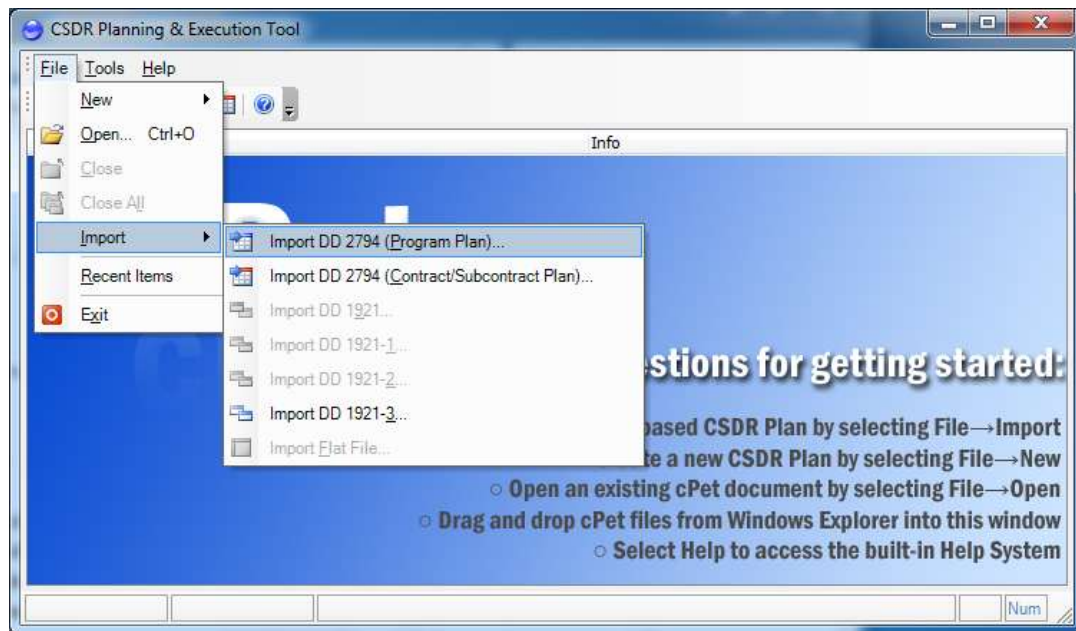 CSDR Planning & Execution Tool
File Tools Help
New
Open... Ctrl+O
Info
Close
Close All
Import
Import DD 2794 (Program Plan)...
Recent Items
Import DD 2794 (Contract/Subcontract Plan)...
Exit
Import DD 1921...
Import DD 1921-1...
Import DD 1921-2...
Import DD 1921-3...
Import Flat File...
stions for getting started:
ased CSDR Plan by selecting File→Import
te a new CSDR Plan by selecting File→New
○ Open an existing cPet document by selecting File→Open
○ Drag and drop cPet files from Windows Explorer into this window
○ Select Help to access the built-in Help System
Num